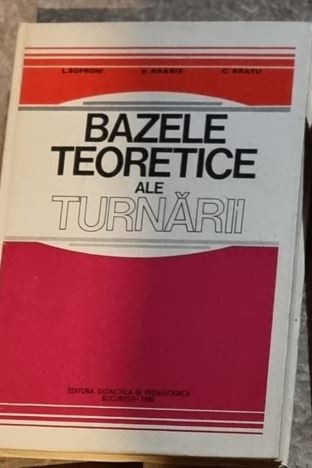 L. SOFRONI V. BRABIE C. BRATU
BAZELE
TEORETICE
ALE
TURNĂRII
EDITURA DIDACTICĂ ȘI PEDAGOGICĂ
BUCUREȘTI - 1980